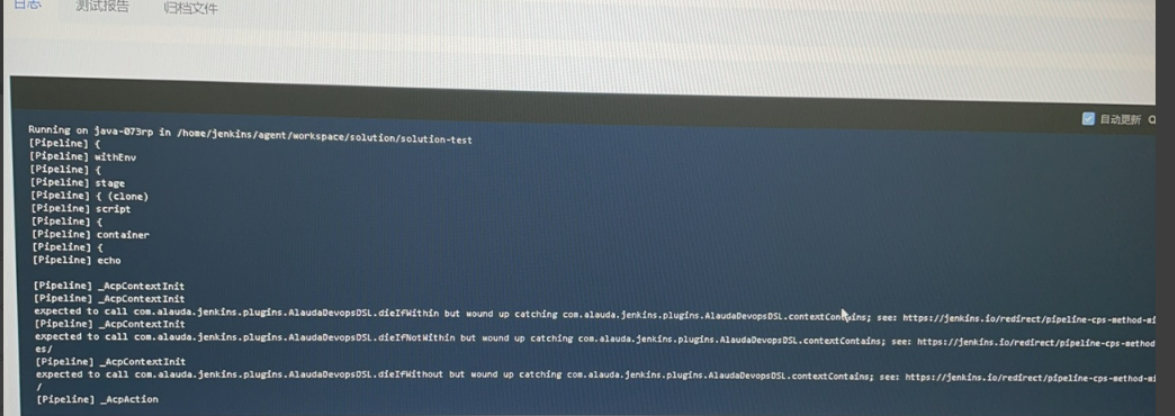 日志 测试报告 归档文件
自动更新
Running on java-073rp in /home/jenkins/agent/workspace/solution/solution-test
[Pipeline] {
[Pipeline] withEnv
[Pipeline] {
[Pipeline] stage
[Pipeline] { (clone)
[Pipeline] script
[Pipeline] {
[Pipeline] container
[Pipeline] {
[Pipeline] echo
[Pipeline] _AcpContextInit
[Pipeline] _AcpContextInit
expected to call com.alauda.jenkins.plugins.AlaudaDevopsDSL.dieIfWithin but wound up catching com.alauda.jenkins.plugins.AlaudaDevopsDSL.contextContains; see: https://jenkins.io/redirect/pipeline-cps-method-mi
[Pipeline] _AcpContextInit
expected to call com.alauda.jenkins.plugins.AlaudaDevopsDSL.dieIfNotWithin but wound up catching com.alauda.jenkins.plugins.AlaudaDevopsDSL.contextContains; see: https://jenkins.io/redirect/pipeline-cps-method
es/
[Pipeline] _AcpContextInit
expected to call com.alauda.jenkins.plugins.AlaudaDevopsDSL.dieIfWithout but wound up catching com.alauda.jenkins.plugins.AlaudaDevopsDSL.contextContains; see: https://jenkins.io/redirect/pipeline-cps-method-mi
/
[Pipeline] _AcpAction